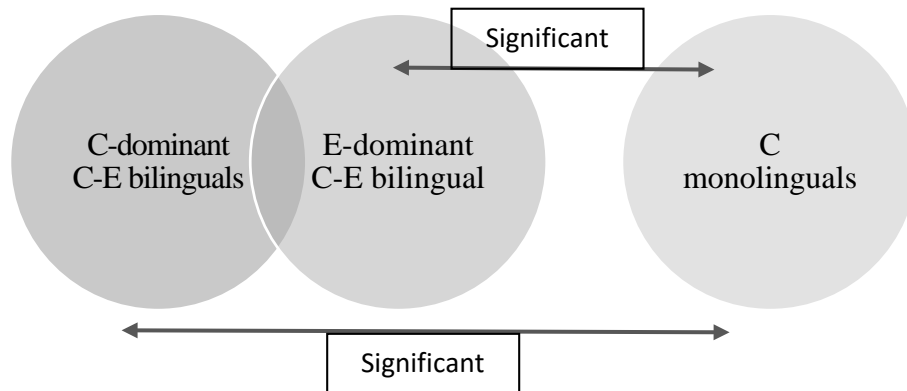 Significant
C-dominant
C-E bilinguals
E-dominant
C-E bilingual
C
monolinguals
Significant